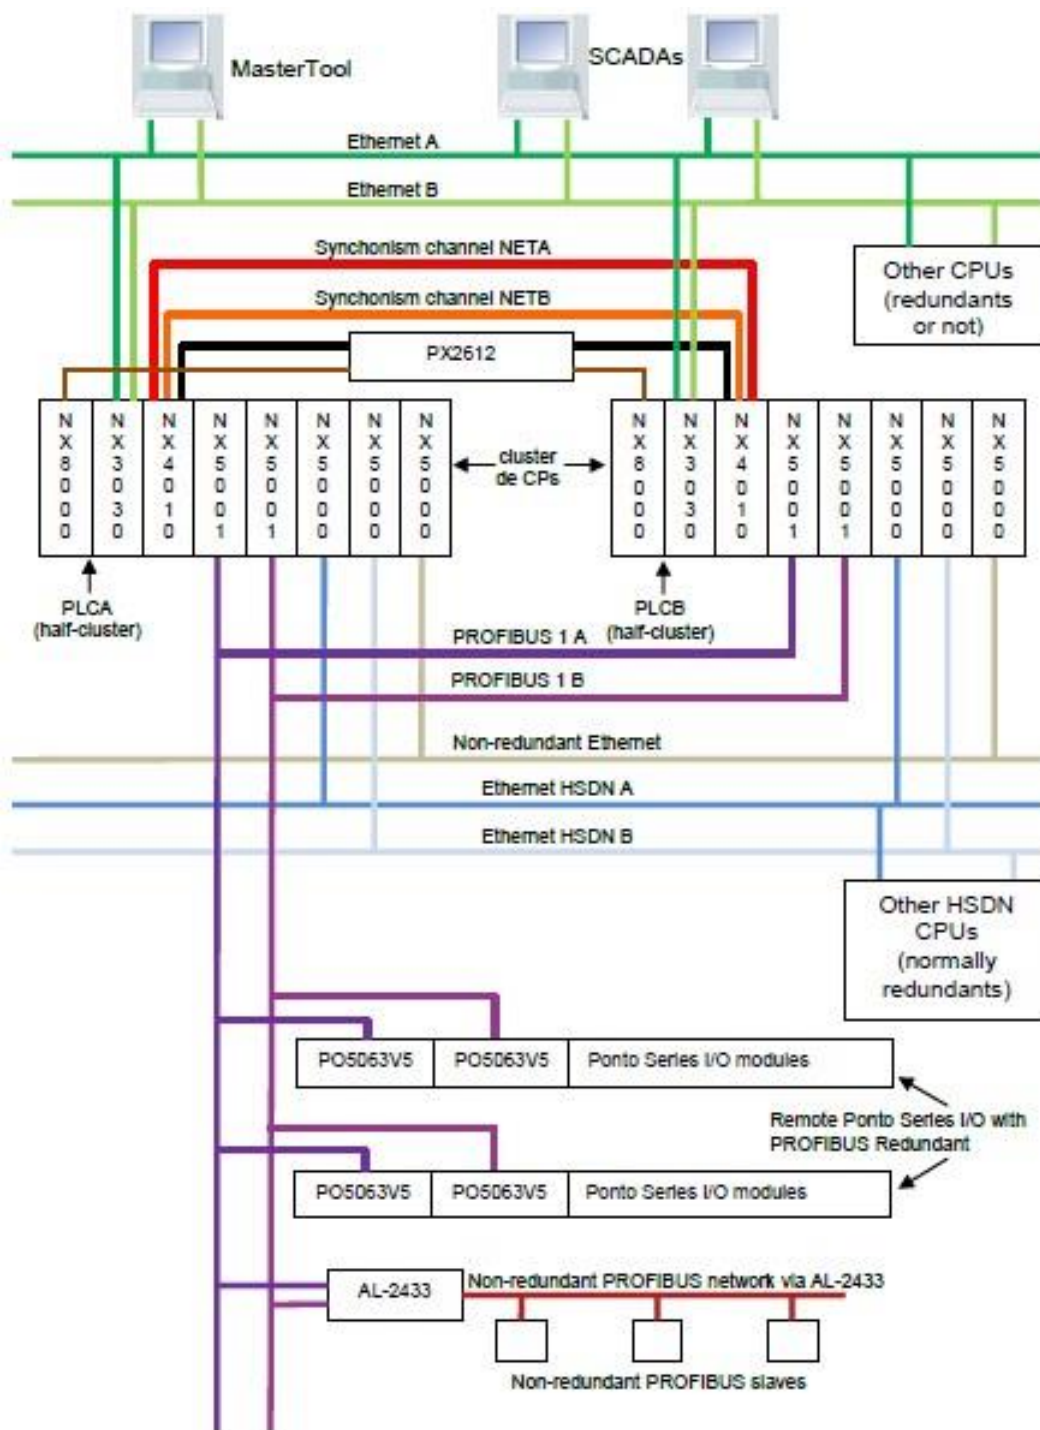 MasterTool
SCADAs
Ethernet A
Ethernet B
Synchonism channel NETA
Synchonism channel NETB
PX2612
Other CPUs
(redundants
or not)
NX8000
NX3030
NX4010
NX5001
NX5001
NX5000
NX5000
NX5000
cluster
de CPs
NX8000
NX3030
NX4010
NX5001
NX5001
NX5000
NX5000
NX5000
PLCA
(half-cluster)
PLCB
(half-cluster)
PROFIBUS 1 A
PROFIBUS 1 B
Non-redundant Ethernet
Ethernet HSDN A
Ethernet HSDN B
Other HSDN
CPUs
(normally
redundants)
PO5063V5 PO5063V5 Ponto Series I/O modules
Remote Ponto Series I/O with
PROFIBUS Redundant
PO5063V5 PO5063V5 Ponto Series I/O modules
AL-2433
Non-redundant PROFIBUS network via AL-2433
Non-redundant PROFIBUS slaves